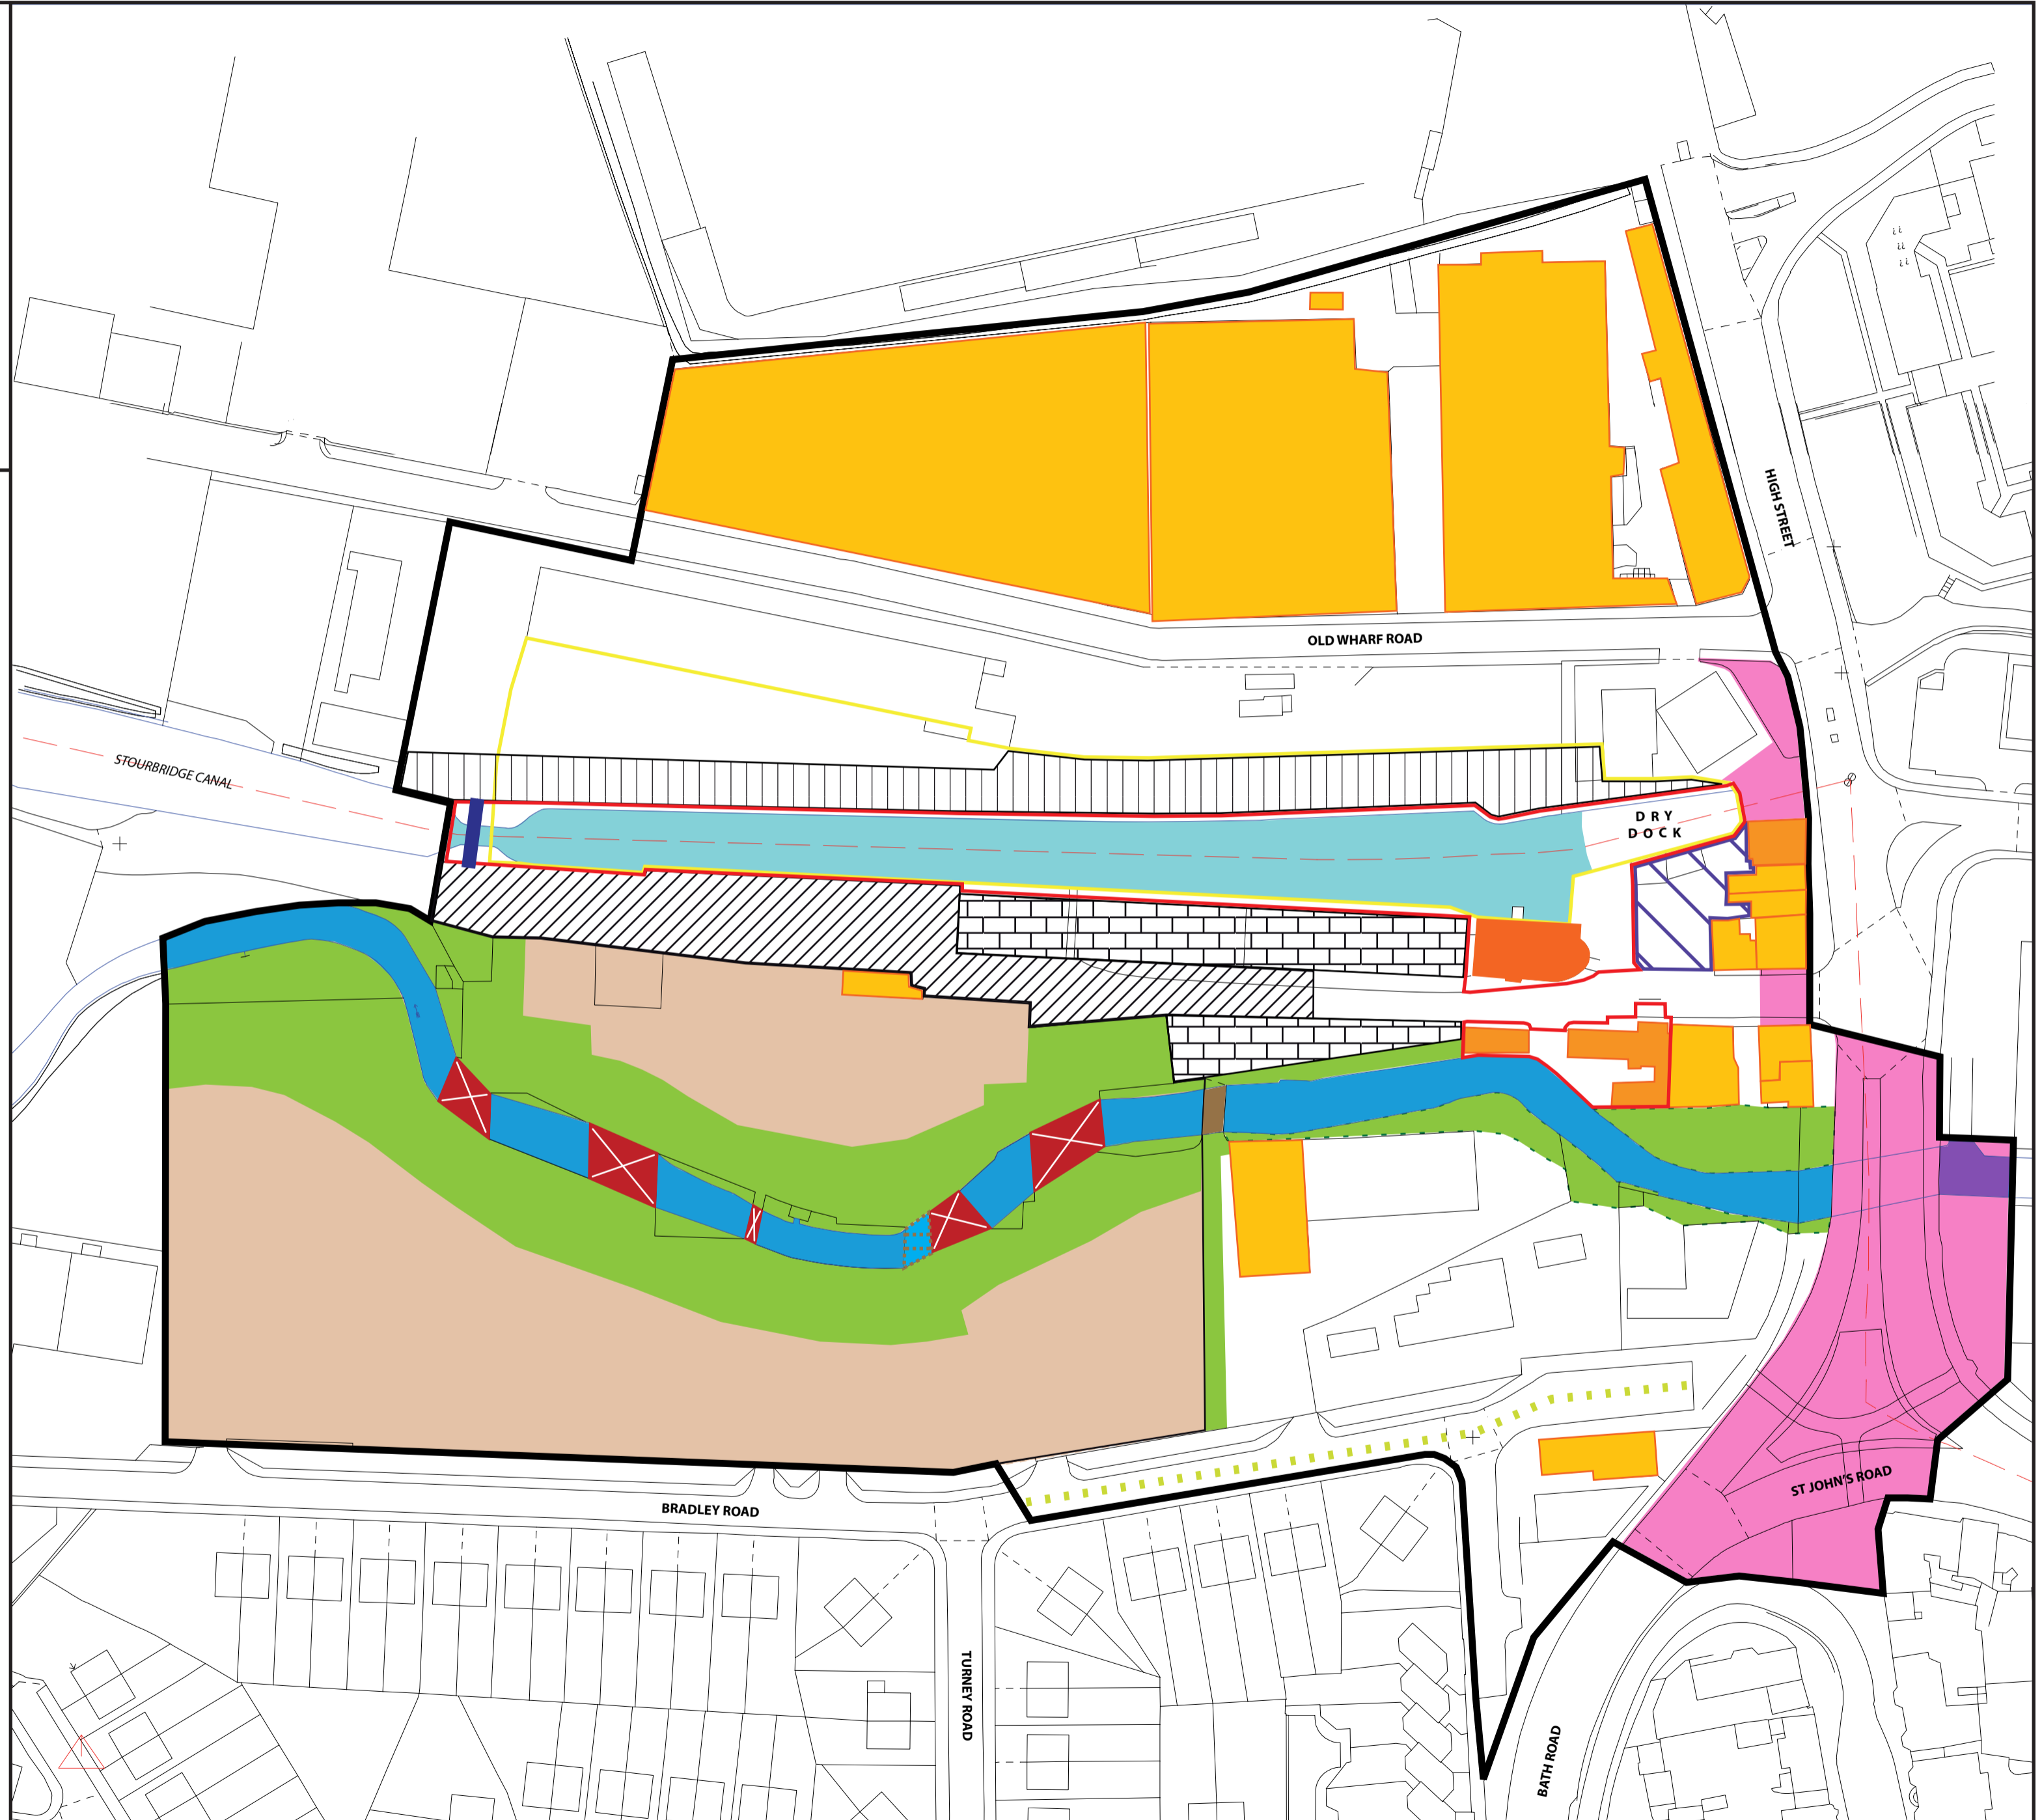 HIGH STREET
OLD WHARF ROAD
STOURBRIDGE CANAL
DRY
DOCK
ST JOHN'S ROAD
BRADLEY ROAD
TURNEY ROAD
BATH ROAD